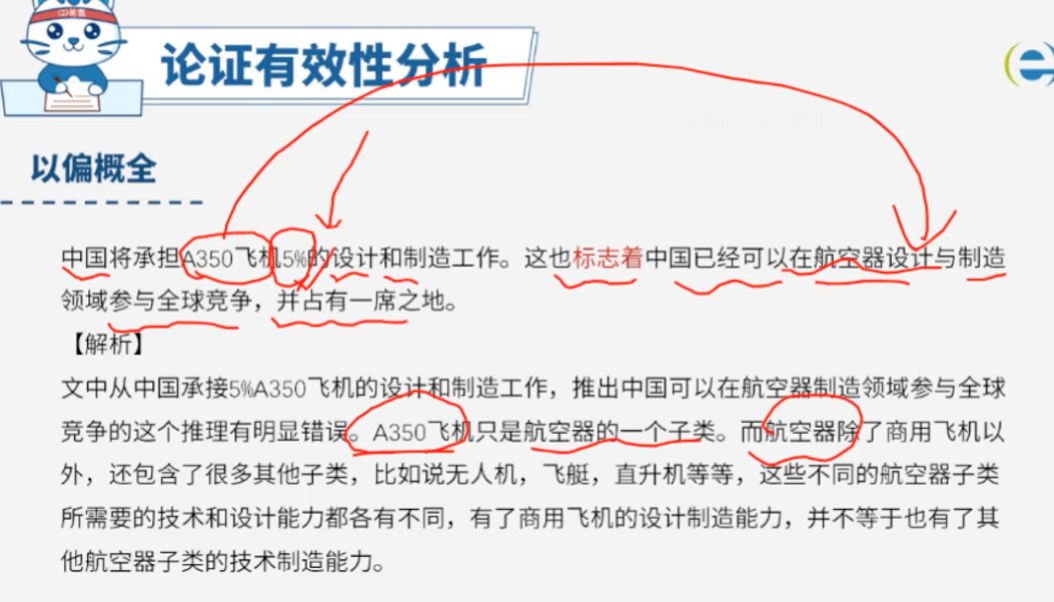 论证有效性分析
以偏概全
中国将承担A350飞机5%的设计和制造工作。这也标志着中国已经可以在航空器设计与制造
领域参与全球竞争，并占有一席之地。
【解析】
文中从中国承接5%A350飞机的设计和制造工作，推出中国可以在航空器制造领域参与全球
竞争的这个推理有明显错误。A350飞机只是航空器的一个子类。而航空器除了商用飞机以
外，还包含了很多其他子类，比如说无人机，飞艇，直升机等等，这些不同的航空器子类
所需要的技术和设计能力都各有不同，有了商用飞机的设计制造能力，并不等于也有了其
他航空器子类的技术制造能力。